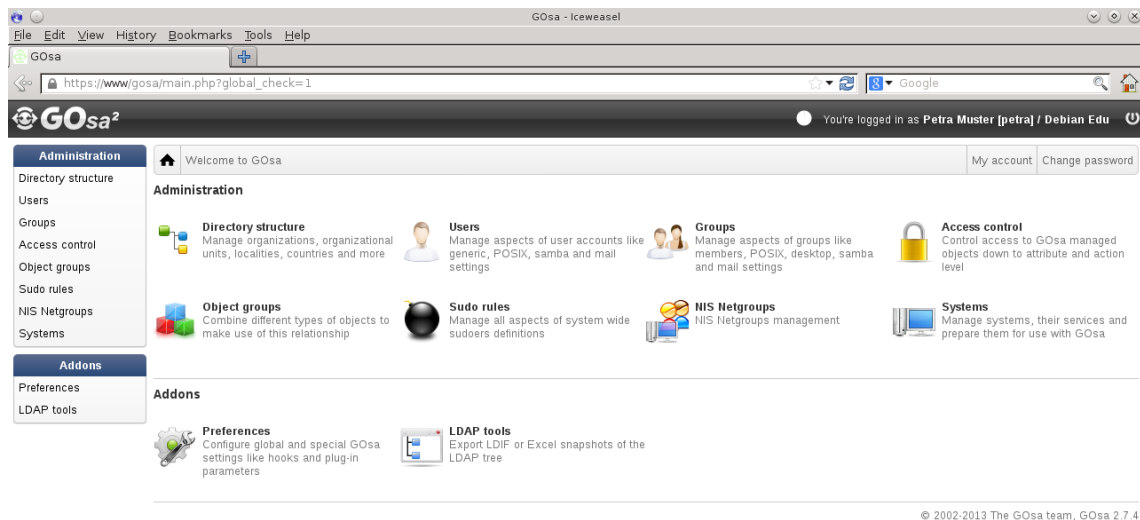 GOsa - Iceweasel
File Edit View History Bookmarks Tools Help
GOsa
https://www/gosa/main.php?global_check=1
8 Google
GOsa²
You're logged in as Petra Muster [petra] / Debian Edu
Administration
Directory structure
Users
Groups
Access control
Object groups
Sudo rules
NIS Netgroups
Systems
Addons
Preferences
LDAP tools
Welcome to GOsa
My account
Change password
Administration
Directory structure
Manage organizations, organizational
units, localities, countries and more
Users
Manage aspects of user accounts like
generic, POSIX, samba and mail
settings
Groups
Manage aspects of groups like
members, POSIX, desktop, samba
and mail settings
Access control
Control access to GOsa managed
objects down to attribute and action
level
Object groups
Combine different types of objects to
make use of this relationship
Sudo rules
Manage all aspects of system wide
sudoers definitions
NIS Netgroups
NIS Netgroups management
Systems
Manage systems, their services and
prepare them for use with GOsa
Addons
Preferences
Configure global and special GOsa
settings like hooks and plug-in
parameters
LDAP tools
Export LDIF or Excel snapshots of the
LDAP tree
© 2002-2013 The GOsa team, GOsa 2.7.4